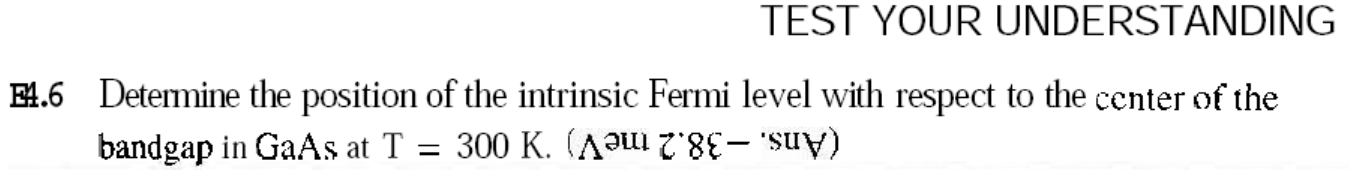 TEST YOUR UNDERSTANDING
E4.6 Determine the position of the intrinsic Fermi level with respect to the center of the
bandgap in GaAs at T = 300 K. (Ans. −38.2 meV)